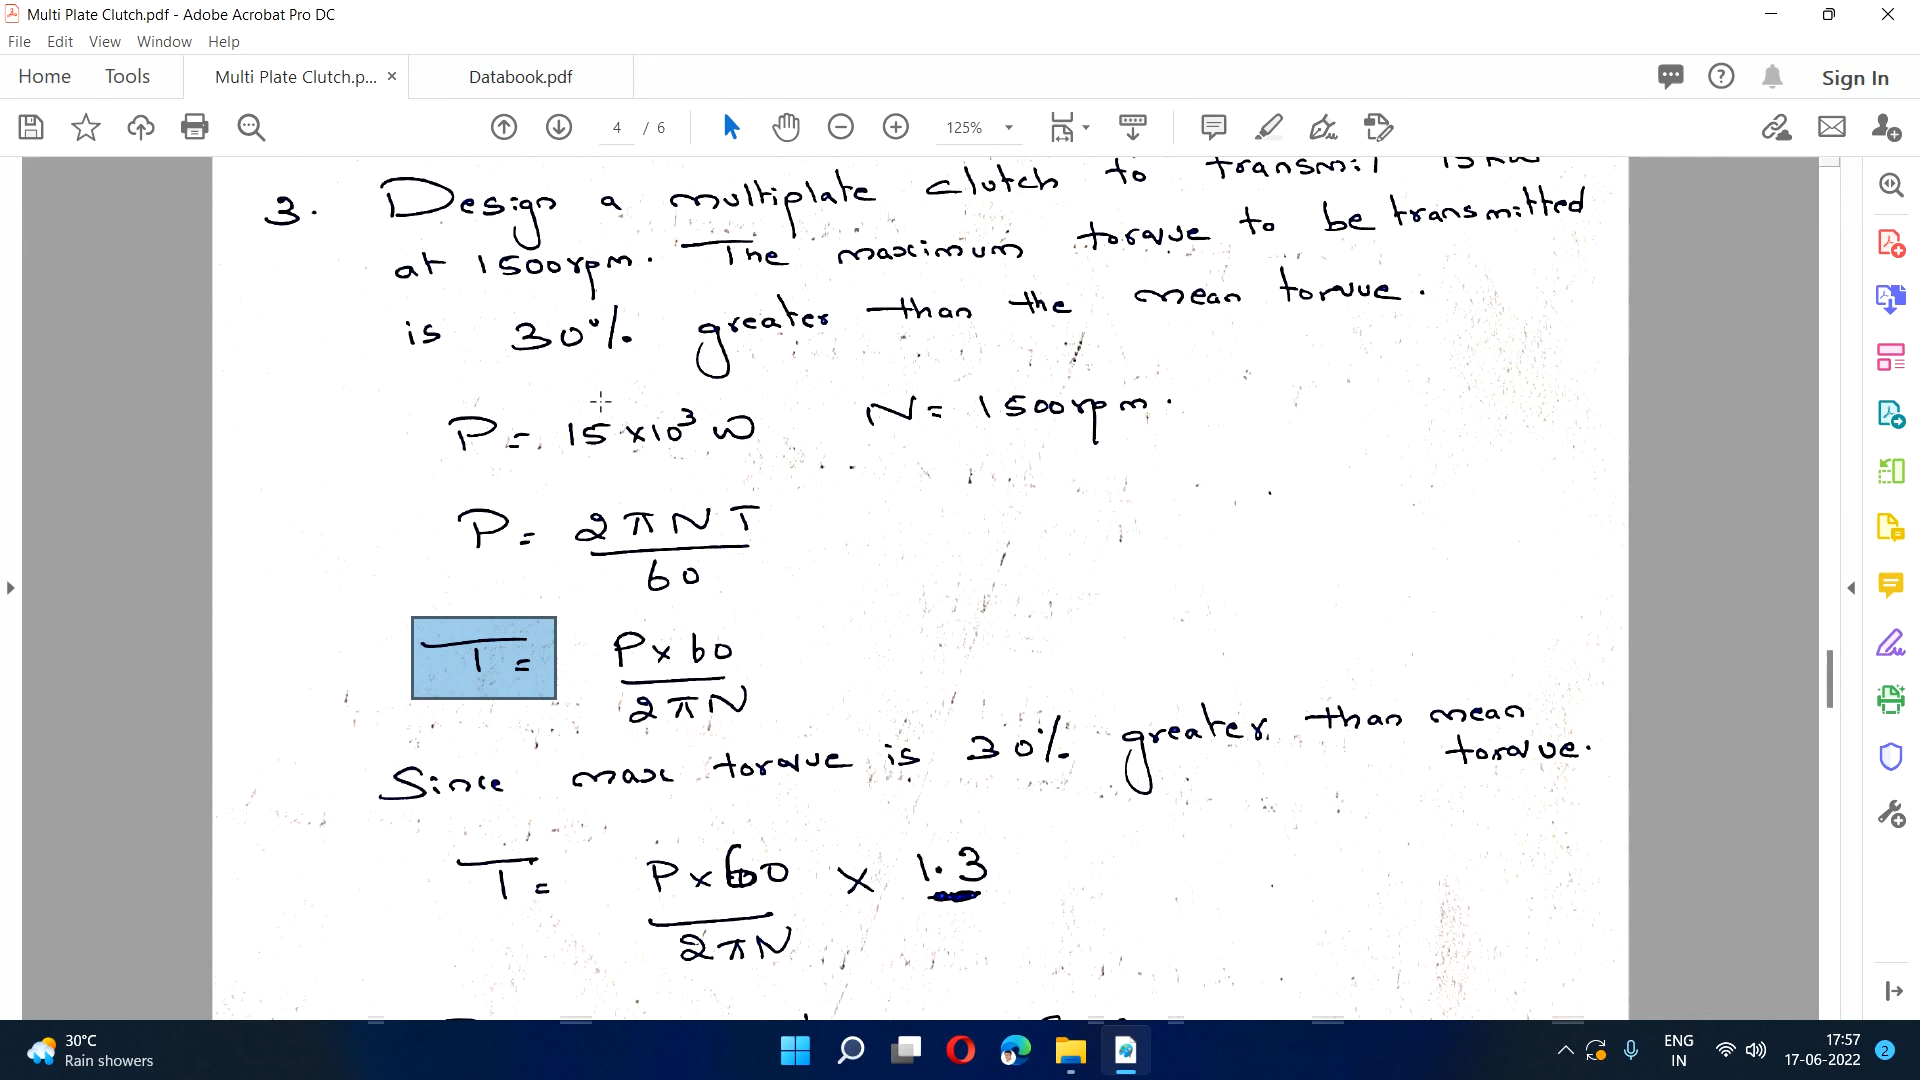 Multi Plate Clutch.pdf - Adobe Acrobat Pro DC
File Edit View Window Help
Home Tools Multi Plate Clutch.p... × Databook.pdf Sign In
4 / 6 125%
3. Design a multiplate clutch to transmit 15kW
at 1500rpm. The maximum torque to be transmitted
is 30% greater than the mean torque.
P = 15 × 10³ W N = 1500rpm.
P = 2πNT
60
T = P × 60
2πN
Since max torque is 30% greater than mean
torque.
T = P × 60 × 1.3
2πN
30°C
Rain showers
ENG
IN
17:57
17-06-2022
2